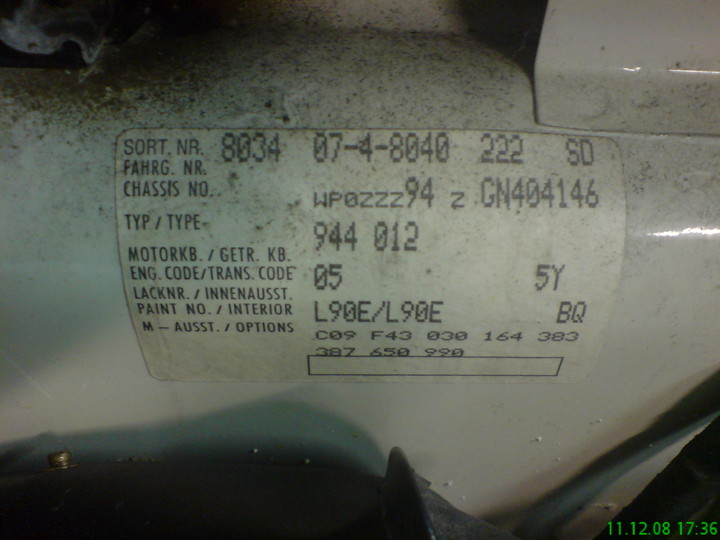 SORT. NR. 8034 07-4-8040 222 SD
FAHRG. NR.
CHASSIS NO. WP0ZZZ94 Z GN404146
TYP / TYPE 944 012
MOTORKB. / GETR. KB.
ENG. CODE/TRANS. CODE 05 5Y
LACKNR. / INNENAUSST.
PAINT NO. / INTERIOR L90E/L90E BQ
M - AUSST. / OPTIONS C09 F43 030 164 383
387 650 990
11.12.08 17:36